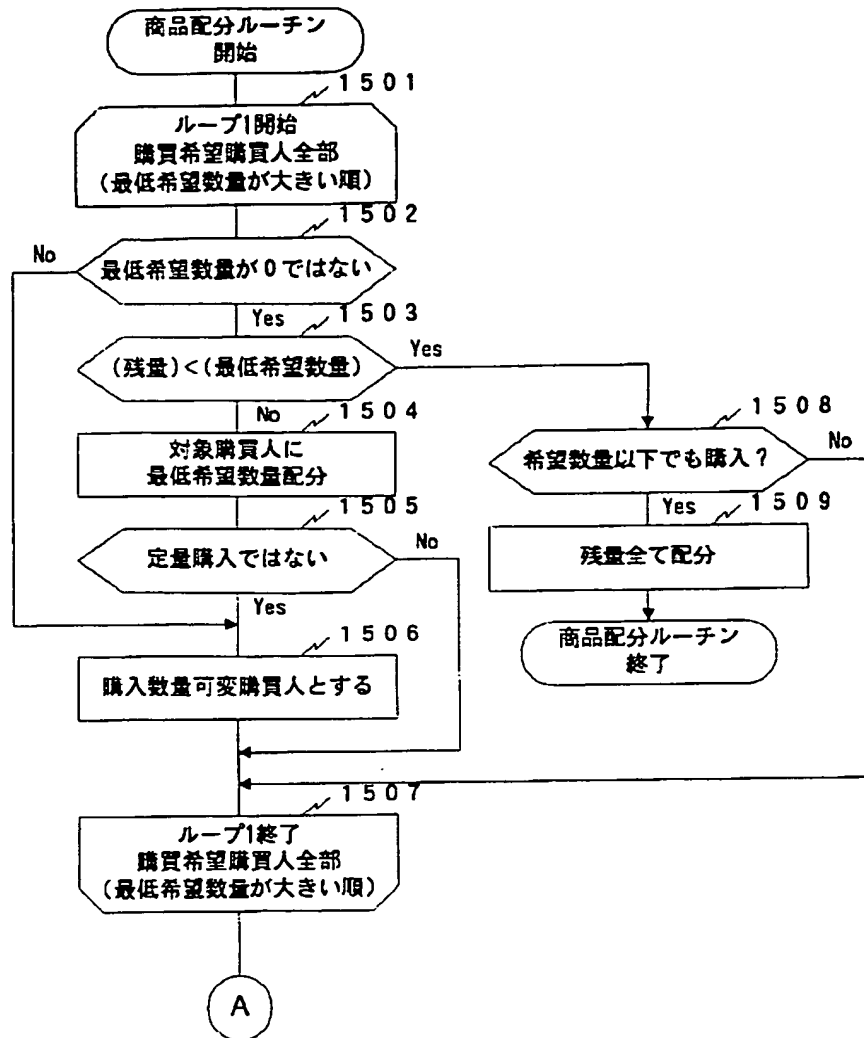 商品配分ルーチン
開始
1501
ループ1開始
購買希望購買人全部
(最低希望数量が大きい順)
1502
No
最低希望数量が0ではない
Yes
1503
(残量)<(最低希望数量)
Yes
No
1504
対象購買人に
最低希望数量配分
1505
定量購入ではない
No
Yes
1506
購入数量可変購買人とする
1508
希望数量以下でも購入?
No
Yes
1509
残量全て配分
商品配分ルーチン
終了
1507
ループ1終了
購買希望購買人全部
(最低希望数量が大きい順)
A